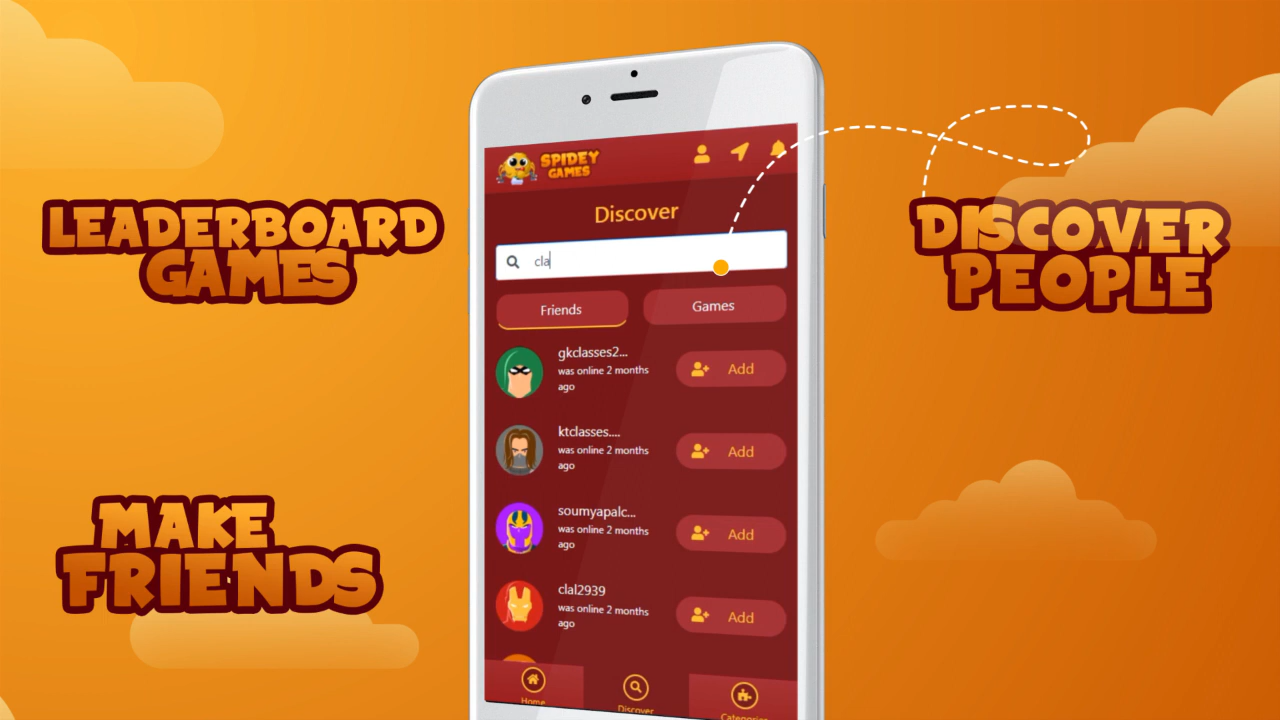 LEADERBOARD
GAMES
MAKE
FRIENDS
SPIDEY
GAMES
Discover
cla
Friends
Games
gkclasses2...
was online 2 months
ago
Add
ktclasses....
was online 2 months
ago
Add
soumyapalc...
was online 2 months
ago
Add
clal2939
was online 2 months
ago
Add
Home
Discover
Categories
DISCOVER
PEOPLE